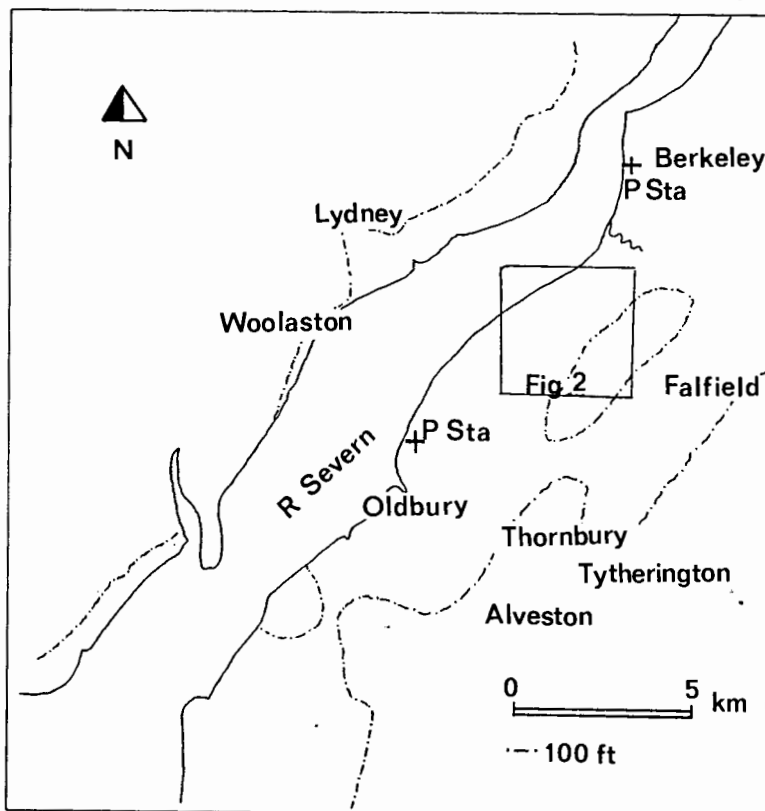 N
Berkeley
P Sta
Lydney
Woolaston
Fig 2
Falfield
P Sta
R Severn
Oldbury
Thornbury
Tytherington
Alveston
0 5 km
100 ft